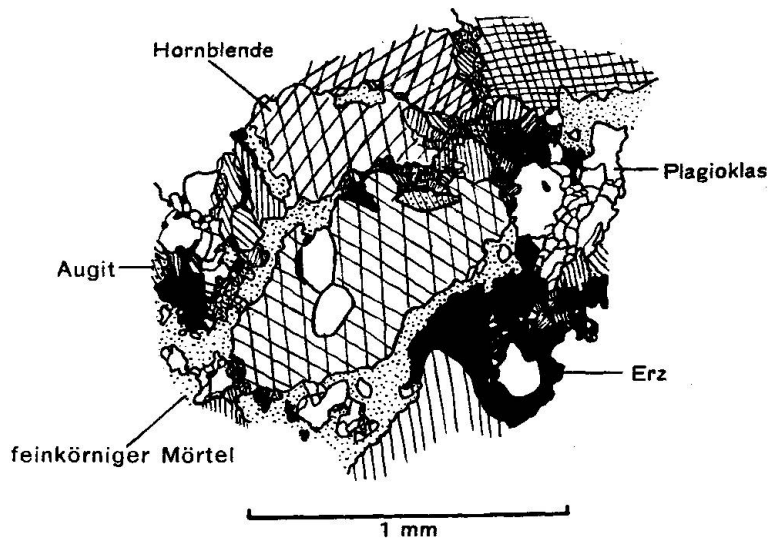 Hornblende
Plagioklas
Augit
Erz
feinkörniger Mörtel
1 mm